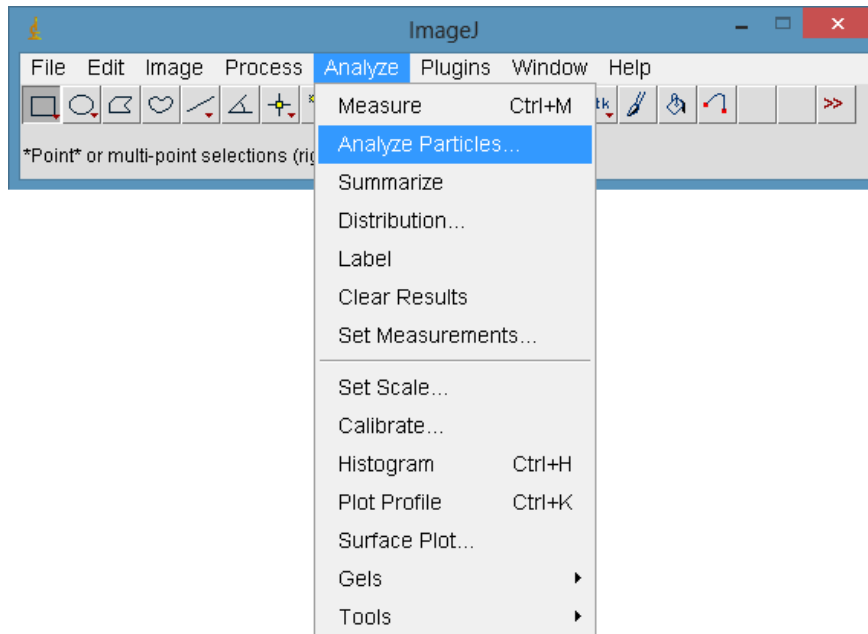 ImageJ
File Edit Image Process Analyze Plugins Window Help
>>
*Point* or multi-point selections
Measure Ctrl+M
Analyze Particles...
Summarize
Distribution...
Label
Clear Results
Set Measurements...
Set Scale...
Calibrate...
Histogram Ctrl+H
Plot Profile Ctrl+K
Surface Plot...
Gels
Tools